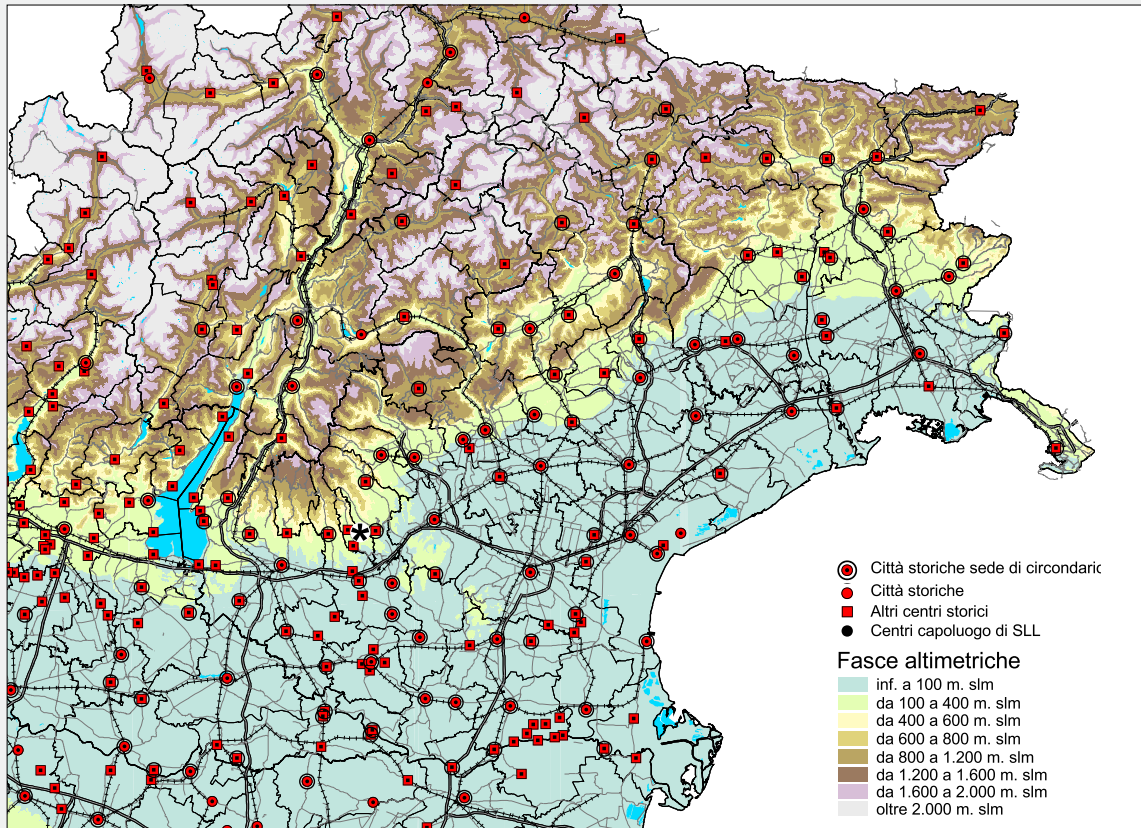 *
Città storiche sede di circondaric
Città storiche
Altri centri storici
Centri capoluogo di SLL
Fasce altimetriche
inf. a 100 m. slm
da 100 a 400 m. slm
da 400 a 600 m. slm
da 600 a 800 m. slm
da 800 a 1.200 m. slm
da 1.200 a 1.600 m. slm
da 1.600 a 2.000 m. slm
oltre 2.000 m. slm